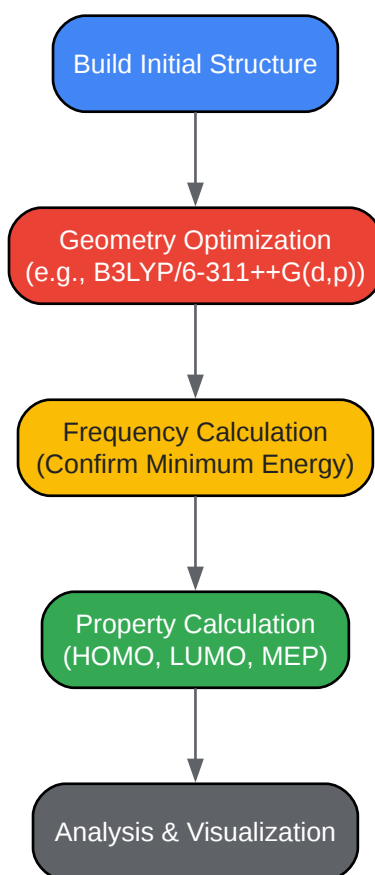 Build Initial Structure
Geometry Optimization
(e.g., B3LYP/6-311++G(d,p))
Frequency Calculation
(Confirm Minimum Energy)
Property Calculation
(HOMO, LUMO, MEP)
Analysis & Visualization